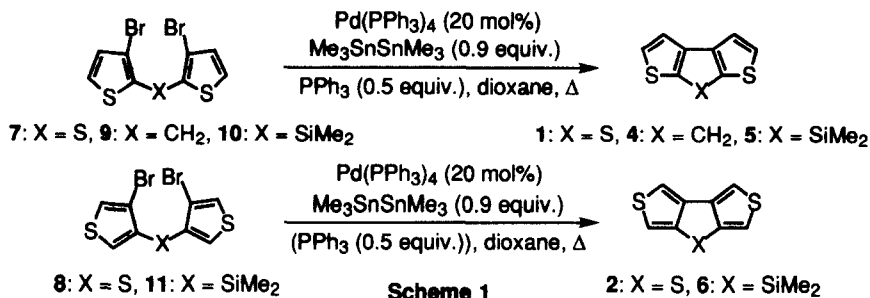 Br Br
S X S
Pd(PPh3)4 (20 mol%)
Me3SnSnMe3 (0.9 equiv.)
PPh3 (0.5 equiv.), dioxane, Δ
S X S
7: X = S, 9: X = CH2, 10: X = SiMe2
1: X = S, 4: X = CH2, 5: X = SiMe2
Br Br
S X S
Pd(PPh3)4 (20 mol%)
Me3SnSnMe3 (0.9 equiv.)
(PPh3 (0.5 equiv.)), dioxane, Δ
S X S
8: X = S, 11: X = SiMe2
Scheme 1
2: X = S, 6: X = SiMe2